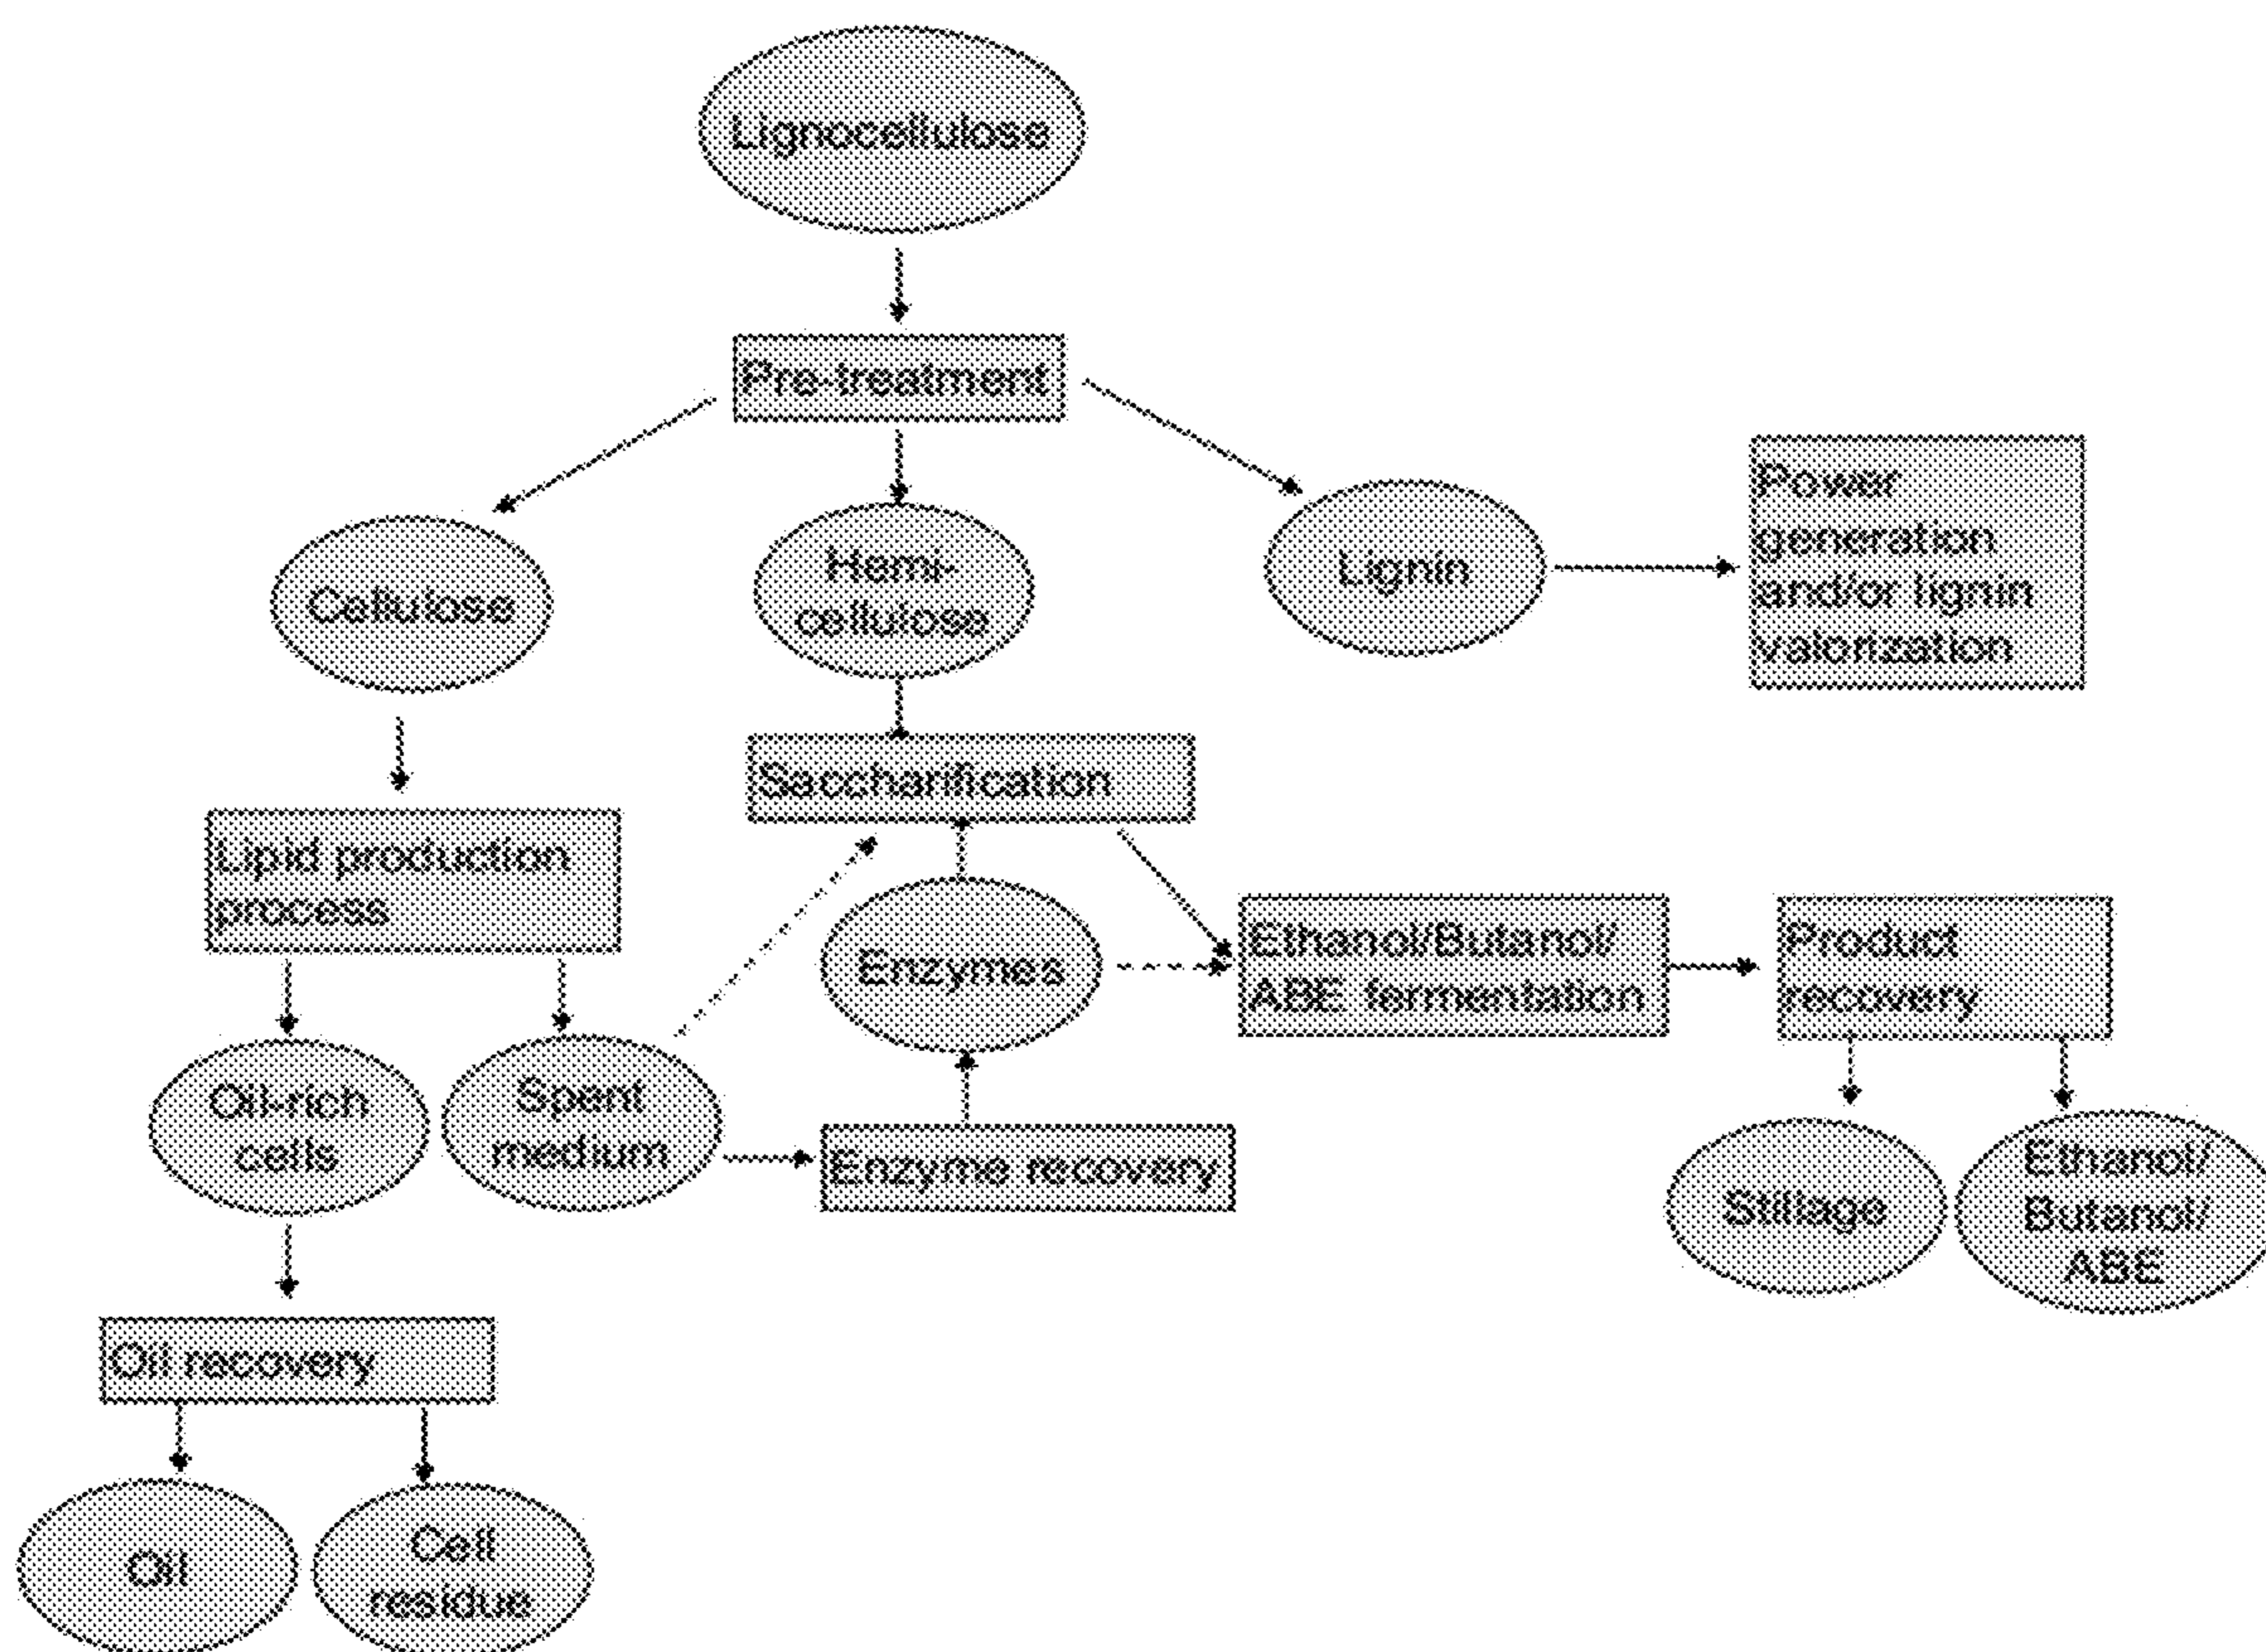 Lignocellulose
Pre-treatment
Cellulose
Hemi-
cellulose
Lignin
Power
generation
and/or lignin
valorization
Saccharification
Lipid production
process
Enzymes
Ethanol/Butanol/
ABE fermentation
Product
recovery
Oil-rich
cells
Spent
medium
Enzyme recovery
Stillage
Ethanol/
Butanol/
ABE
Oil recovery
Oil
Cell
residue